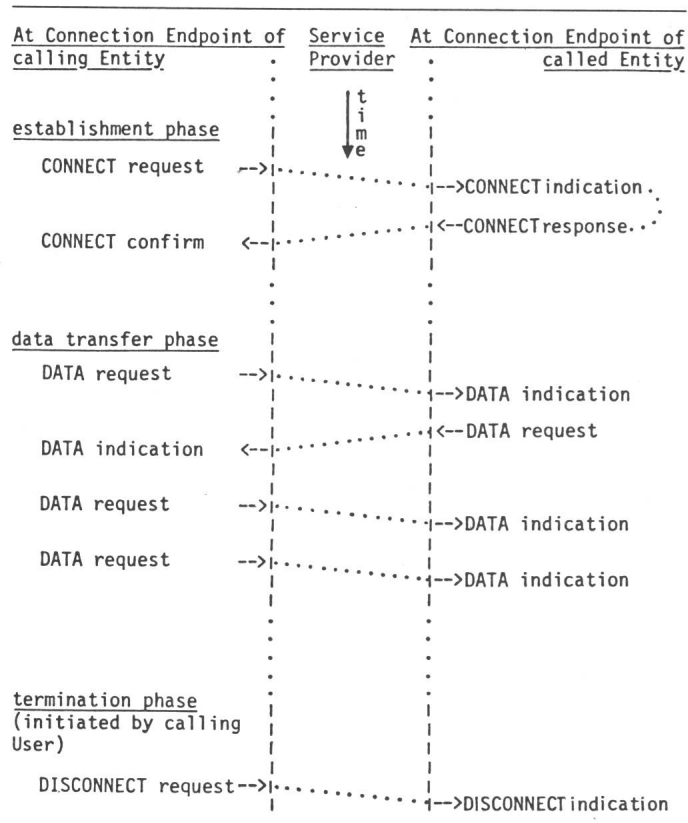 At Connection Endpoint of Service At Connection Endpoint of
calling Entity Provider called Entity
time
establishment phase
CONNECT request -->
-->CONNECT indication
<--CONNECT response
CONNECT confirm <--
data transfer phase
DATA request -->
-->DATA indication
<--DATA request
DATA indication <--
DATA request -->
-->DATA indication
DATA request -->
-->DATA indication
termination phase
(initiated by calling
User)
DISCONNECT request-->
-->DISCONNECT indication